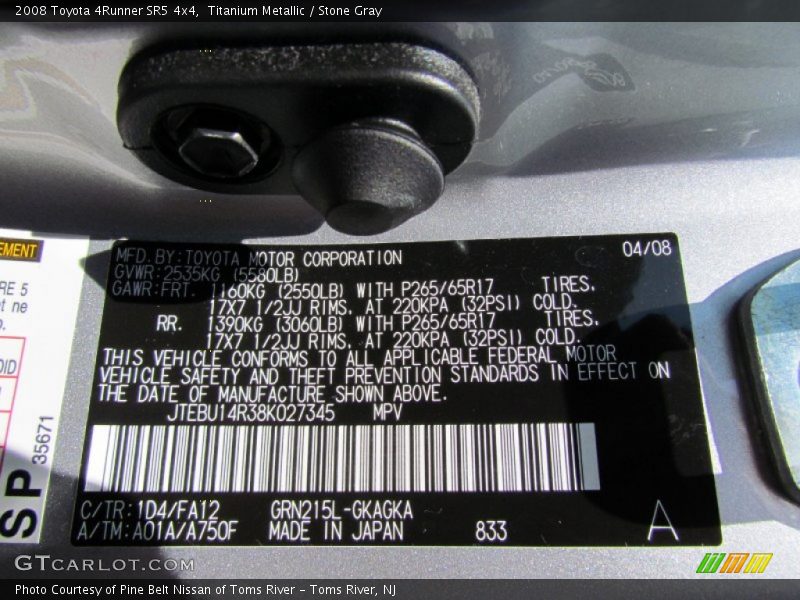 2008 Toyota 4Runner SR5 4x4,  Titanium Metallic / Stone Gray
MFD. BY: TOYOTA MOTOR CORPORATION 04/08
GVWR: 2535KG (5580LB)
GAWR: FRT. 1160KG (2550LB) WITH P265/65R17 TIRES.
17X7 1/2JJ RIMS. AT 220KPA (32PSI) COLD.
RR. 1390KG (3060LB) WITH P265/65R17 TIRES.
17X7 1/2JJ RIMS. AT 220KPA (32PSI) COLD.
THIS VEHICLE CONFORMS TO ALL APPLICABLE FEDERAL MOTOR
VEHICLE SAFETY AND THEFT PREVENTION STANDARDS IN EFFECT ON
THE DATE OF MANUFACTURE SHOWN ABOVE.
JTEBU14R38K027345 MPV
C/TR: 1D4/FA12 GRN215L-GKAGKA
A/TM: A01A/A750F MADE IN JAPAN 833 A
SP 35671
GTCARLOT.COM
Photo Courtesy of Pine Belt Nissan of Toms River – Toms River, NJ